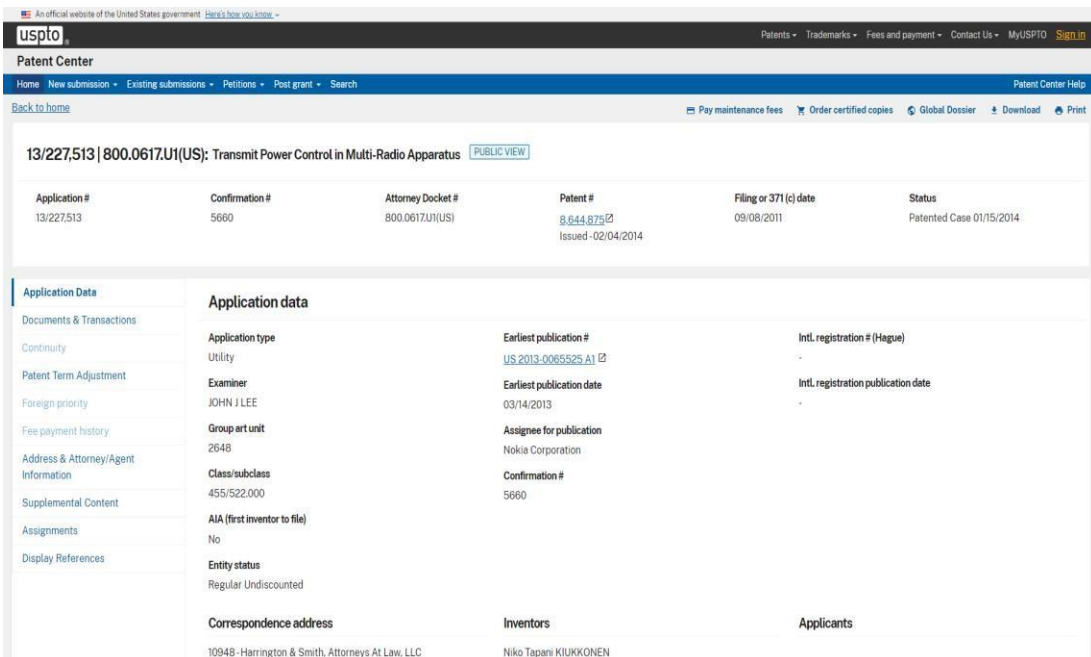 An official website of the United States government Here's how you know
uspto
Patents Trademarks Fees and payment Contact Us MyUSPTO Sign in
Patent Center
Home New submission Existing submissions Petitions Post grant Search Patent Center Help
Back to home Pay maintenance fees Order certified copies Global Dossier Download Print
13/227,513 | 800.0617.U1(US): Transmit Power Control in Multi-Radio Apparatus PUBLIC VIEW
Application # Confirmation # Attorney Docket # Patent # Filing or 371 (c) date Status
13/227,513 5660 800.0617.U1(US) 8,644,875 09/08/2011 Patented Case 01/15/2014
Issued - 02/04/2014
Application Data
Documents & Transactions
Continuity
Patent Term Adjustment
Foreign priority
Fee payment history
Address & Attorney/Agent
Information
Supplemental Content
Assignments
Display References
Application data
Application type
Utility
Examiner
JOHN J LEE
Group art unit
2648
Class/subclass
455/522.000
AIA (first inventor to file)
No
Entity status
Regular Undiscounted
Earliest publication #
US 2013-0065525 A1
Earliest publication date
03/14/2013
Assignee for publication
Nokia Corporation
Confirmation #
5660
Intl. registration # (Hague)
-
Intl. registration publication date
-
Correspondence address
10948 - Harrington & Smith, Attorneys At Law, LLC
Inventors
Niko Tapani KIUKKONEN
Applicants